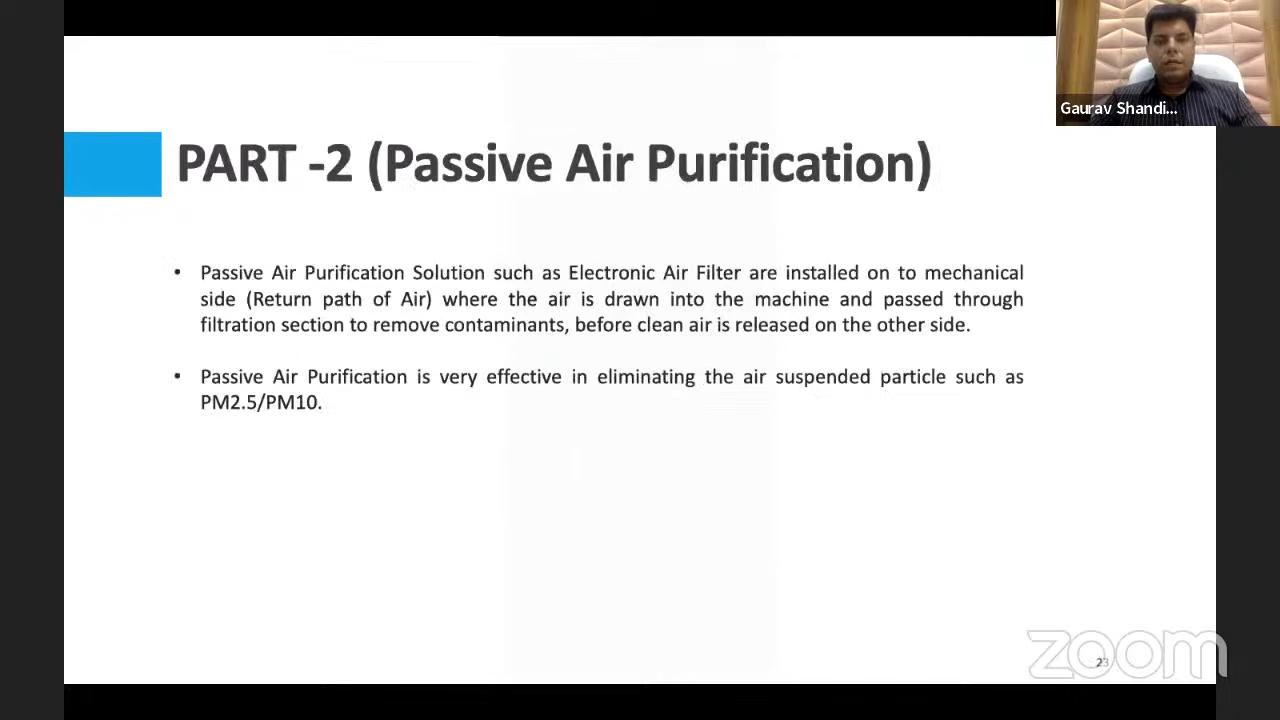 Gaurav Shandi...
PART -2 (Passive Air Purification)
• Passive Air Purification Solution such as Electronic Air Filter are installed on to mechanical
side (Return path of Air) where the air is drawn into the machine and passed through
filtration section to remove contaminants, before clean air is released on the other side.
• Passive Air Purification is very effective in eliminating the air suspended particle such as
PM2.5/PM10.
zoom
23